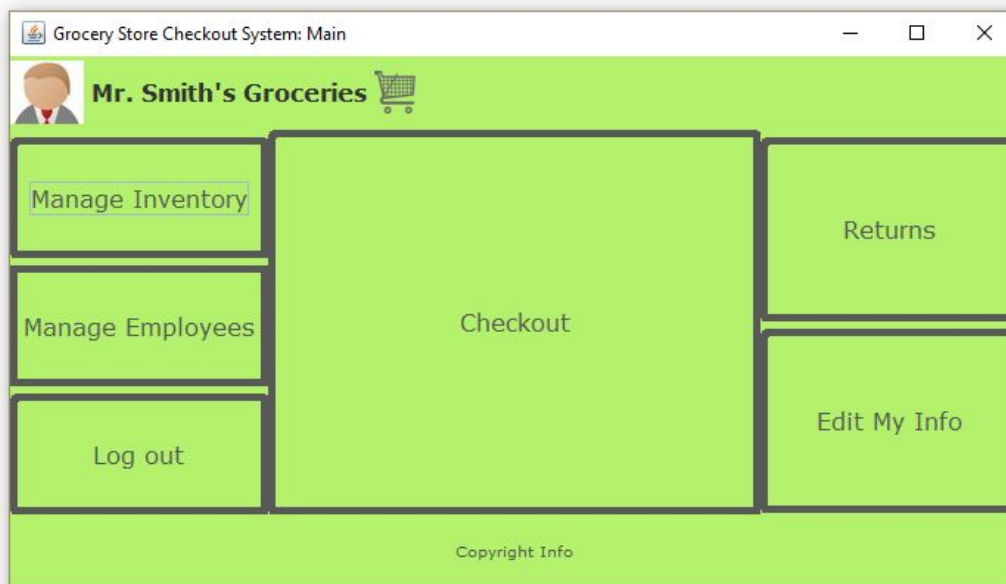 Grocery Store Checkout System: Main
Mr. Smith's Groceries
Manage Inventory
Manage Employees
Log out
Checkout
Returns
Edit My Info
Copyright Info